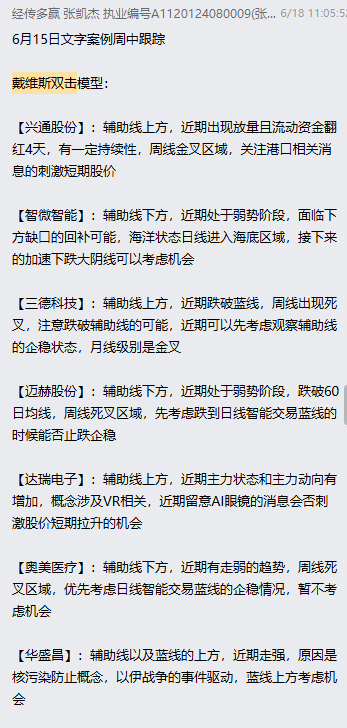 经传多赢 张凯杰 执业编号A1120124080009(张... 6/18 11:05:52
6月15日文字案例周中跟踪
戴维斯双击模型：
【兴通股份】：辅助线上方，近期出现放量且流动资金翻
红4天，有一定持续性，周线金叉区域，关注港口相关消
息的刺激短期股价
【智微智能】：辅助线下方，近期处于弱势阶段，面临下
方缺口的回补可能，海洋状态日线进入海底区域，接下来
的加速下跌大阴线可以考虑机会
【三德科技】：辅助线上方，近期跌破蓝线，周线出现死
叉，注意跌破辅助线的可能，近期可以先考虑观察辅助线
的企稳状态，月线级别是金叉
【迈赫股份】：辅助线下方，近期处于弱势阶段，跌破60
日均线，周线死叉区域，先考虑跌到日线智能交易蓝线的
时候能否止跌企稳
【达瑞电子】：辅助线上方，近期主力状态和主力动向有
增加，概念涉及VR相关，近期留意AI眼镜的消息会否刺
激股价短期拉升的机会
【奥美医疗】：辅助线下方，近期有走弱的趋势，周线死
叉区域，优先考虑日线智能交易蓝线的企稳情况，暂不考
虑机会
【华盛昌】：辅助线以及蓝线的上方，近期走强，原因是
核污染防止概念，以伊战争的事件驱动，蓝线上方考虑机
会